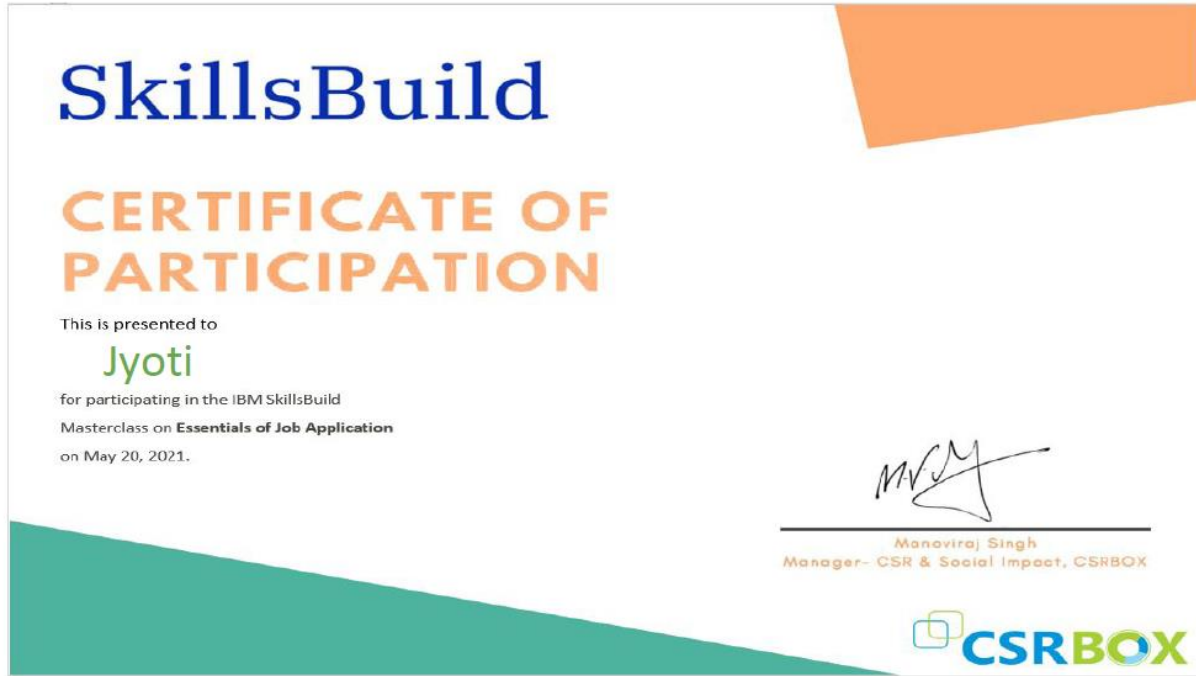 SkillsBuild
CERTIFICATE OF
PARTICIPATION
This is presented to
Jyoti
for participating in the IBM SkillsBuild
Masterclass on Essentials of Job Application
on May 20, 2021.
Manoviraj Singh
Manager- CSR & Social Impact, CSRBOX
CSRBOX